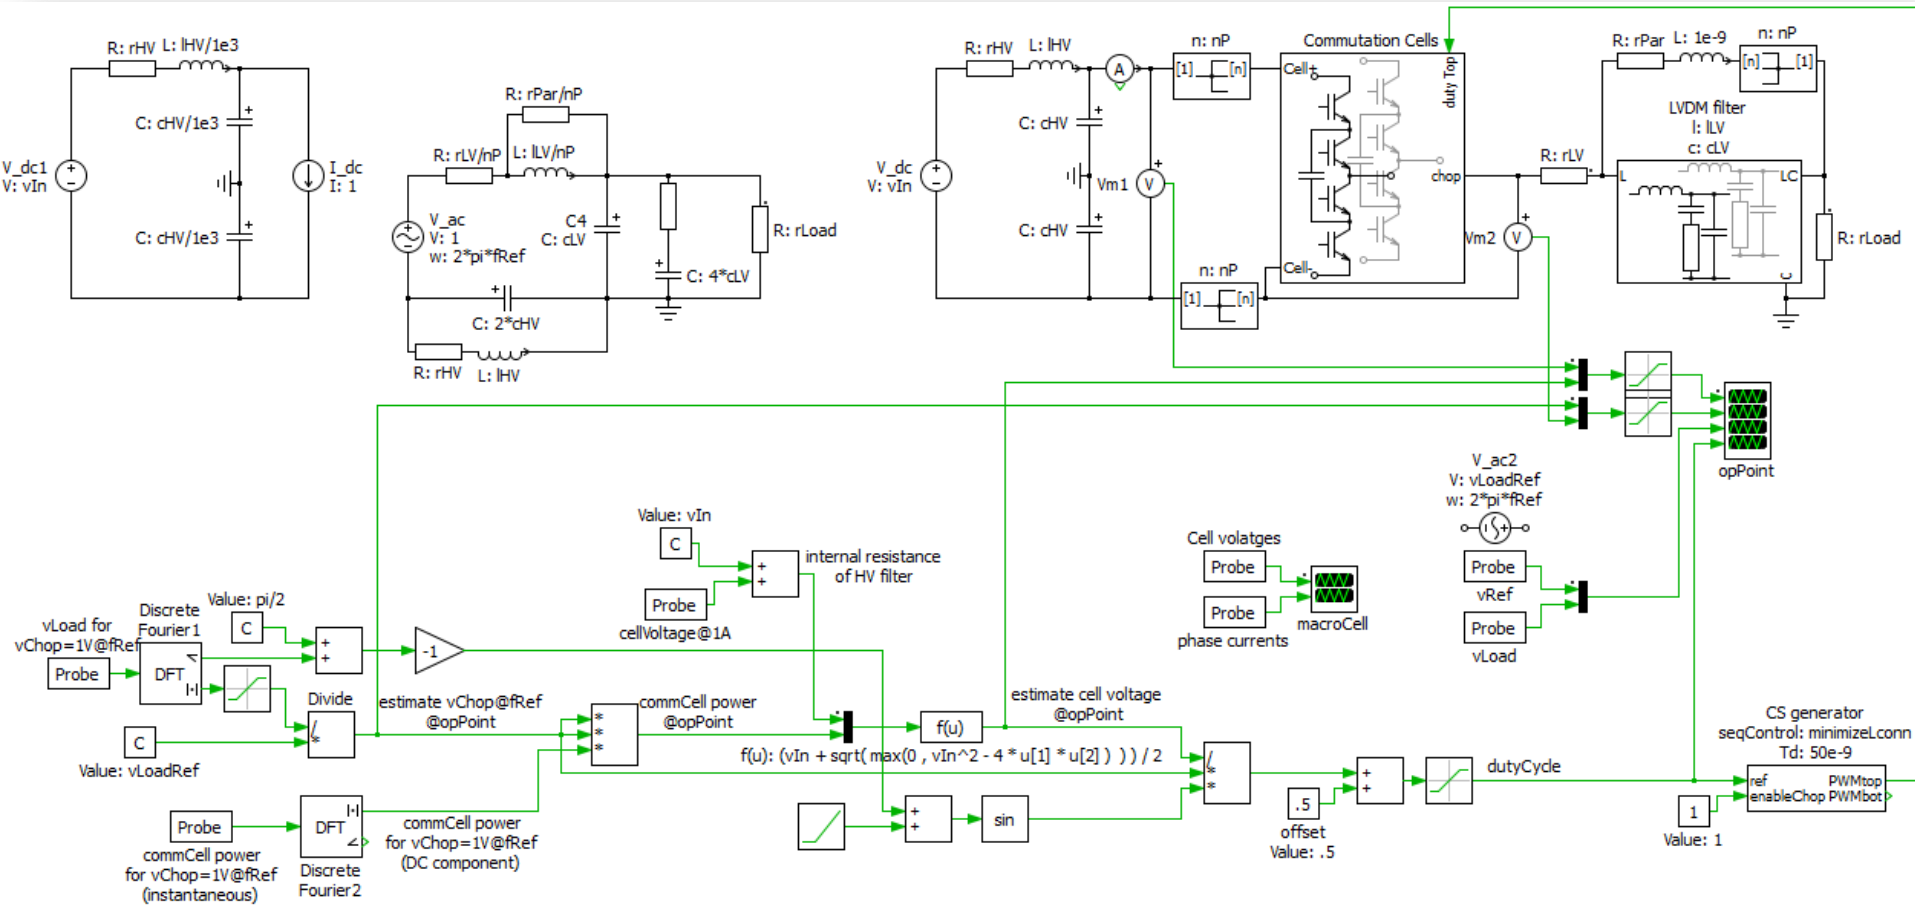 R: rHV L: lHV/1e3
C: cHV/1e3
V_dc1
V: vIn
I_dc
I: 1
C: cHV/1e3
R: rPar/nP
R: rLV/nP L: lLV/nP
V_ac
V: 1
w: 2*pi*fRef
C4
C: cLV
R: rLoad
C: 4*cLV
C: 2*cHV
R: rHV L: lHV
R: rHV L: lHV
A
C: cHV
V_dc
V: vIn
Vm1
V
C: cHV
n: nP
[1] [n]
n: nP
[1] [n]
Commutation Cells
Cell+
duty Top
chop
Cell-
Vm2
V
R: rLV
R: rPar L: 1e-9
n: nP
[n] [1]
LVDM filter
l: lLV
c: cLV
L
LC
C
R: rLoad
opPoint
V_ac2
V: vLoadRef
w: 2*pi*fRef
Probe
vRef
Probe
vLoad
Cell volatges
Probe
Probe
phase currents
macroCell
Value: vIn
C
+
+
internal resistance
of HV filter
Probe
cellVoltage@1A
Value: pi/2
C
+
+
-1
Discrete
Fourier1
vLoad for
vChop=1V@fRef
Probe
DFT
|·|
Divide
/
*
C
Value: vLoadRef
estimate vChop@fRef
@opPoint
*
*
*
commCell power
@opPoint
f(u)
f(u): (vIn + sqrt( max(0 , vIn^2 - 4 * u[1] * u[2] ) ) ) / 2
estimate cell voltage
@opPoint
/
*
*
Probe
commCell power
for vChop=1V@fRef
(instantaneous)
DFT
|·|
Discrete
Fourier2
commCell power
for vChop=1V@fRef
(DC component)
+
+
sin
.5
offset
Value: .5
+
+
dutyCycle
CS generator
seqControl: minimizeLconn
Td: 50e-9
ref PWMtop
enableChop PWMbot
1
Value: 1